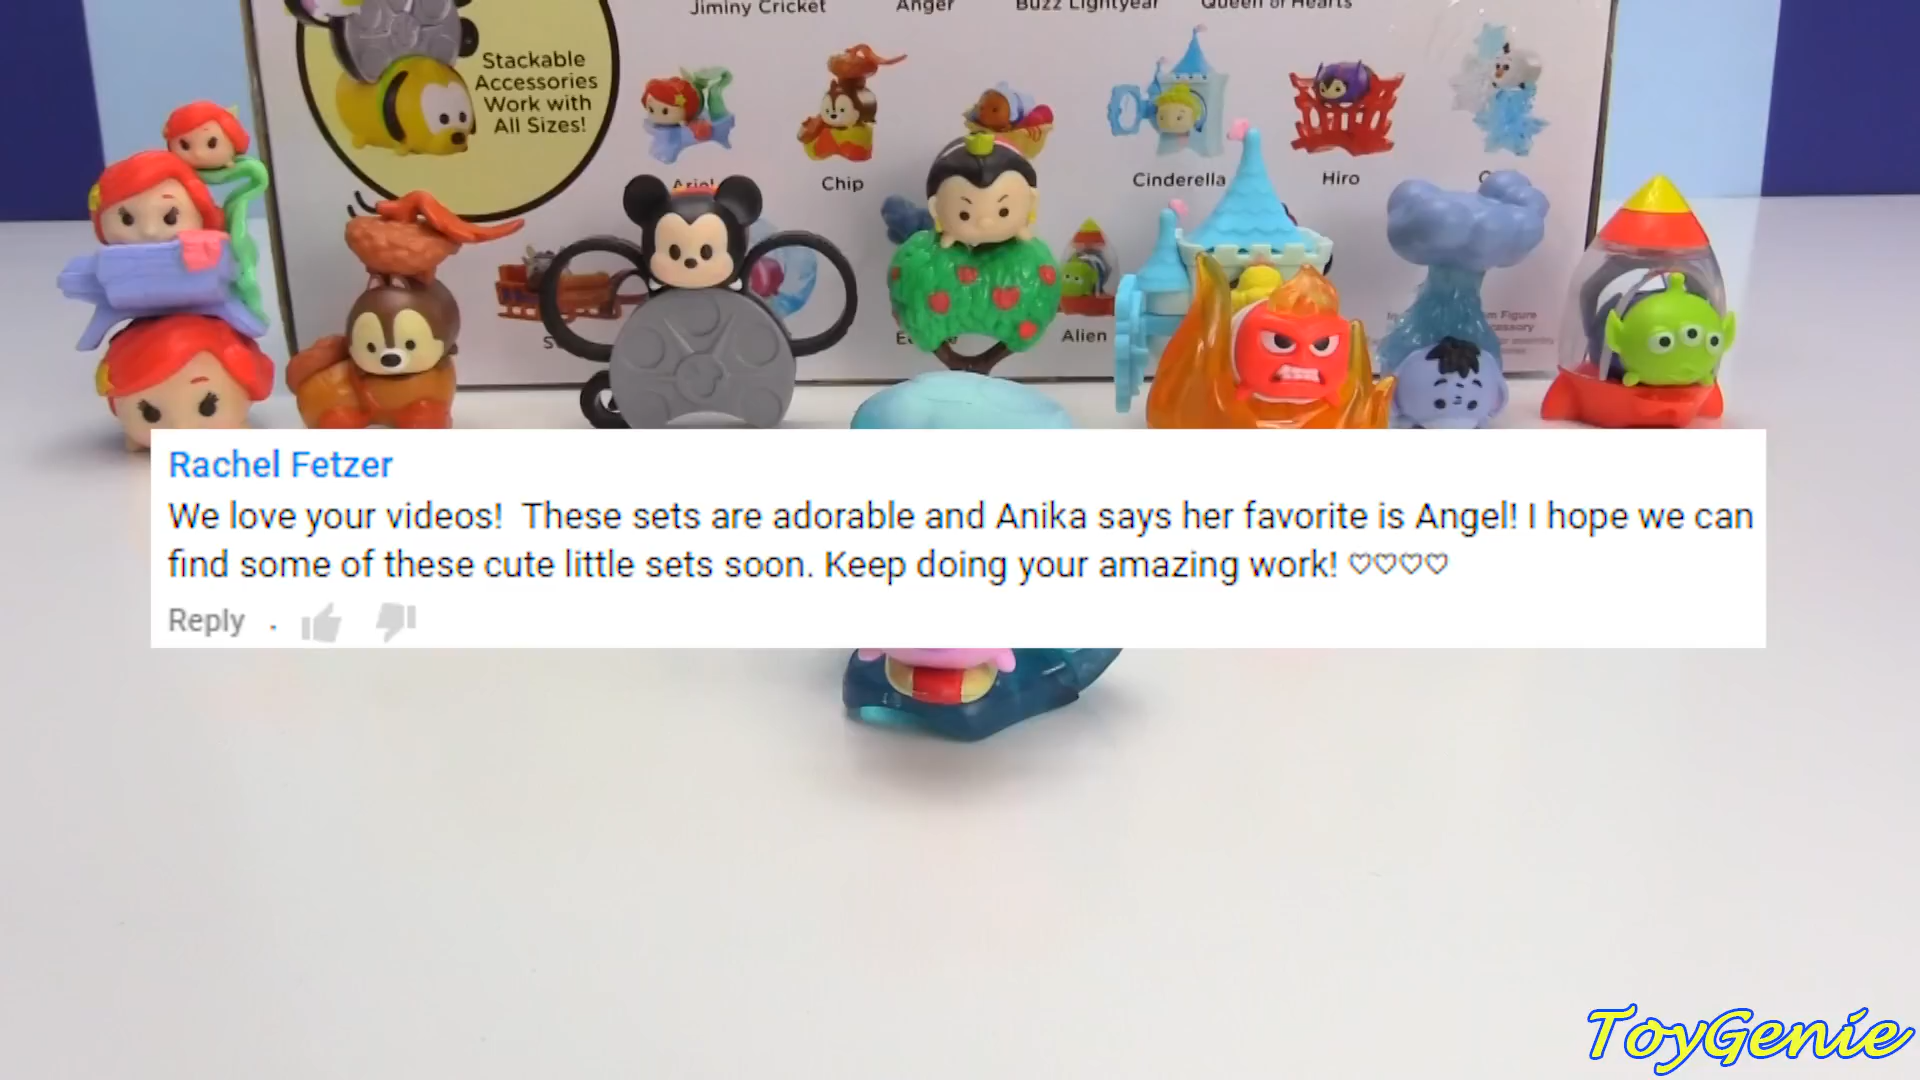 Jiminy Cricket Anger Buzz Lightyear Queen of Hearts
Stackable
Accessories
Work with
All Sizes!
Ariel Chip Cinderella Hiro
Alien
Figure
Rachel Fetzer
We love your videos!  These sets are adorable and Anika says her favorite is Angel! I hope we can
find some of these cute little sets soon. Keep doing your amazing work! ♡♡♡♡
Reply .
ToyGenie